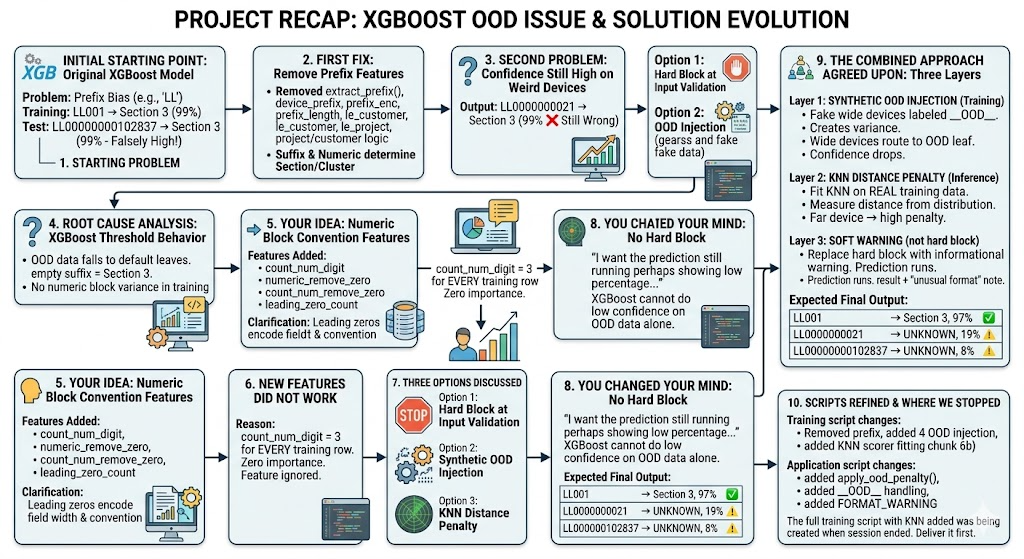 PROJECT RECAP: XGBOOST OOD ISSUE & SOLUTION EVOLUTION
XGB
INITIAL STARTING POINT:
Original XGBoost Model
Problem: Prefix Bias (e.g., 'LL')
Training: LL001 → Section 3 (99%)
Test: LL00000000102837 → Section 3
(99% - Falsely High!)
1. STARTING PROBLEM
2. FIRST FIX:
Remove Prefix Features
• Removed extract_prefix(),
device_prefix, prefix_enc,
prefix_length, le_customer,
le_customer, le_project,
project/customer logic
• Suffix & Numeric determine
Section/Cluster
?
3. SECOND PROBLEM:
Confidence Still High on
Weird Devices
Output: LL0000000021 →
Section 3 (99% ❌ Still Wrong)
Option 1:
Hard Block at
Input Validation
Option 2:
OOD Injection
(gearss and fake
fake data)
9. THE COMBINED APPROACH
AGREED UPON: Three Layers
Layer 1: SYNTHETIC OOD INJECTION (Training)
• Fake wide devices labeled __OOD__.
• Creates variance.
• Wide devices route to OOD leaf.
• Confidence drops.
Layer 2: KNN DISTANCE PENALTY (Inference)
• Fit KNN on REAL training data.
• Measure distance from distribution.
• Far device → high penalty.
Layer 3: SOFT WARNING (not hard block)
• Replace hard block with informational
warning. Prediction runs.
• Prediction runs. result + "unusual format" note.
Expected Final Output:
LL001 → Section 3, 97% ✅
LL0000000021 → UNKNOWN, 19% ⚠️
LL00000000102837 → UNKNOWN, 8% ⚠️
?
4. ROOT CAUSE ANALYSIS:
XGBoost Threshold Behavior
• OOD data falls to default leaves.
empty suffix = Section 3.
• No numeric block variance in training
5. YOUR IDEA: Numeric
Block Convention Features
Features Added:
• count_num_digit
• numeric_remove_zero
• count_num_remove_zero
• leading_zero_count
Clarification: Leading zeros
encode fieldt & convention
count_num_digit = 3
for EVERY training row
Zero importance.
8. YOU CHATED YOUR MIND:
No Hard Block
"I want the prediction still
running perhaps showing low
percentage..."
XGBoost cannot do
low confidence on
OOD data alone.
5. YOUR IDEA: Numeric
Block Convention Features
Features Added:
• count_num_digit,
• numeric_remove_zero,
• count_num_remove_zero,
• leading_zero_count
Clarification
Leading zeros encode
field width & convention
6. NEW FEATURES
DID NOT WORK
Reason:
count_num_digit = 3
for EVERY training row.
Zero importance.
Feature ignored.
7. THREE OPTIONS DISCUSSED
STOP
Option 1:
Hard Block at
Input Validation
Option 2:
Synthetic OOD
Injection
Option 3:
KNN Distance
Penalty
8. YOU CHANGED YOUR MIND:
No Hard Block
"I want the prediction still running
perhaps showing low percentage..."
XGBoost cannot do low
confidence on OOD data alone.
Expected Final Output:
LL001 → Section 3, 97% ✅
LL0000000021 → UNKNOWN, 19% ⚠️
LL000000102837 → UNKNOWN, 8% ⚠️
10. SCRIPTS REFINED & WHERE WE STOPPED
Training script changes:
• Removed prefix, added 4 OOD injection,
• added KNN scorer fitting chunk 6b)
Application script changes:
• added apply_ood_penalty(),
• added __OOD__ handling,
• added FORMAT_WARNING
The full training script with KNN added was being
created when session ended. Deliver it first.